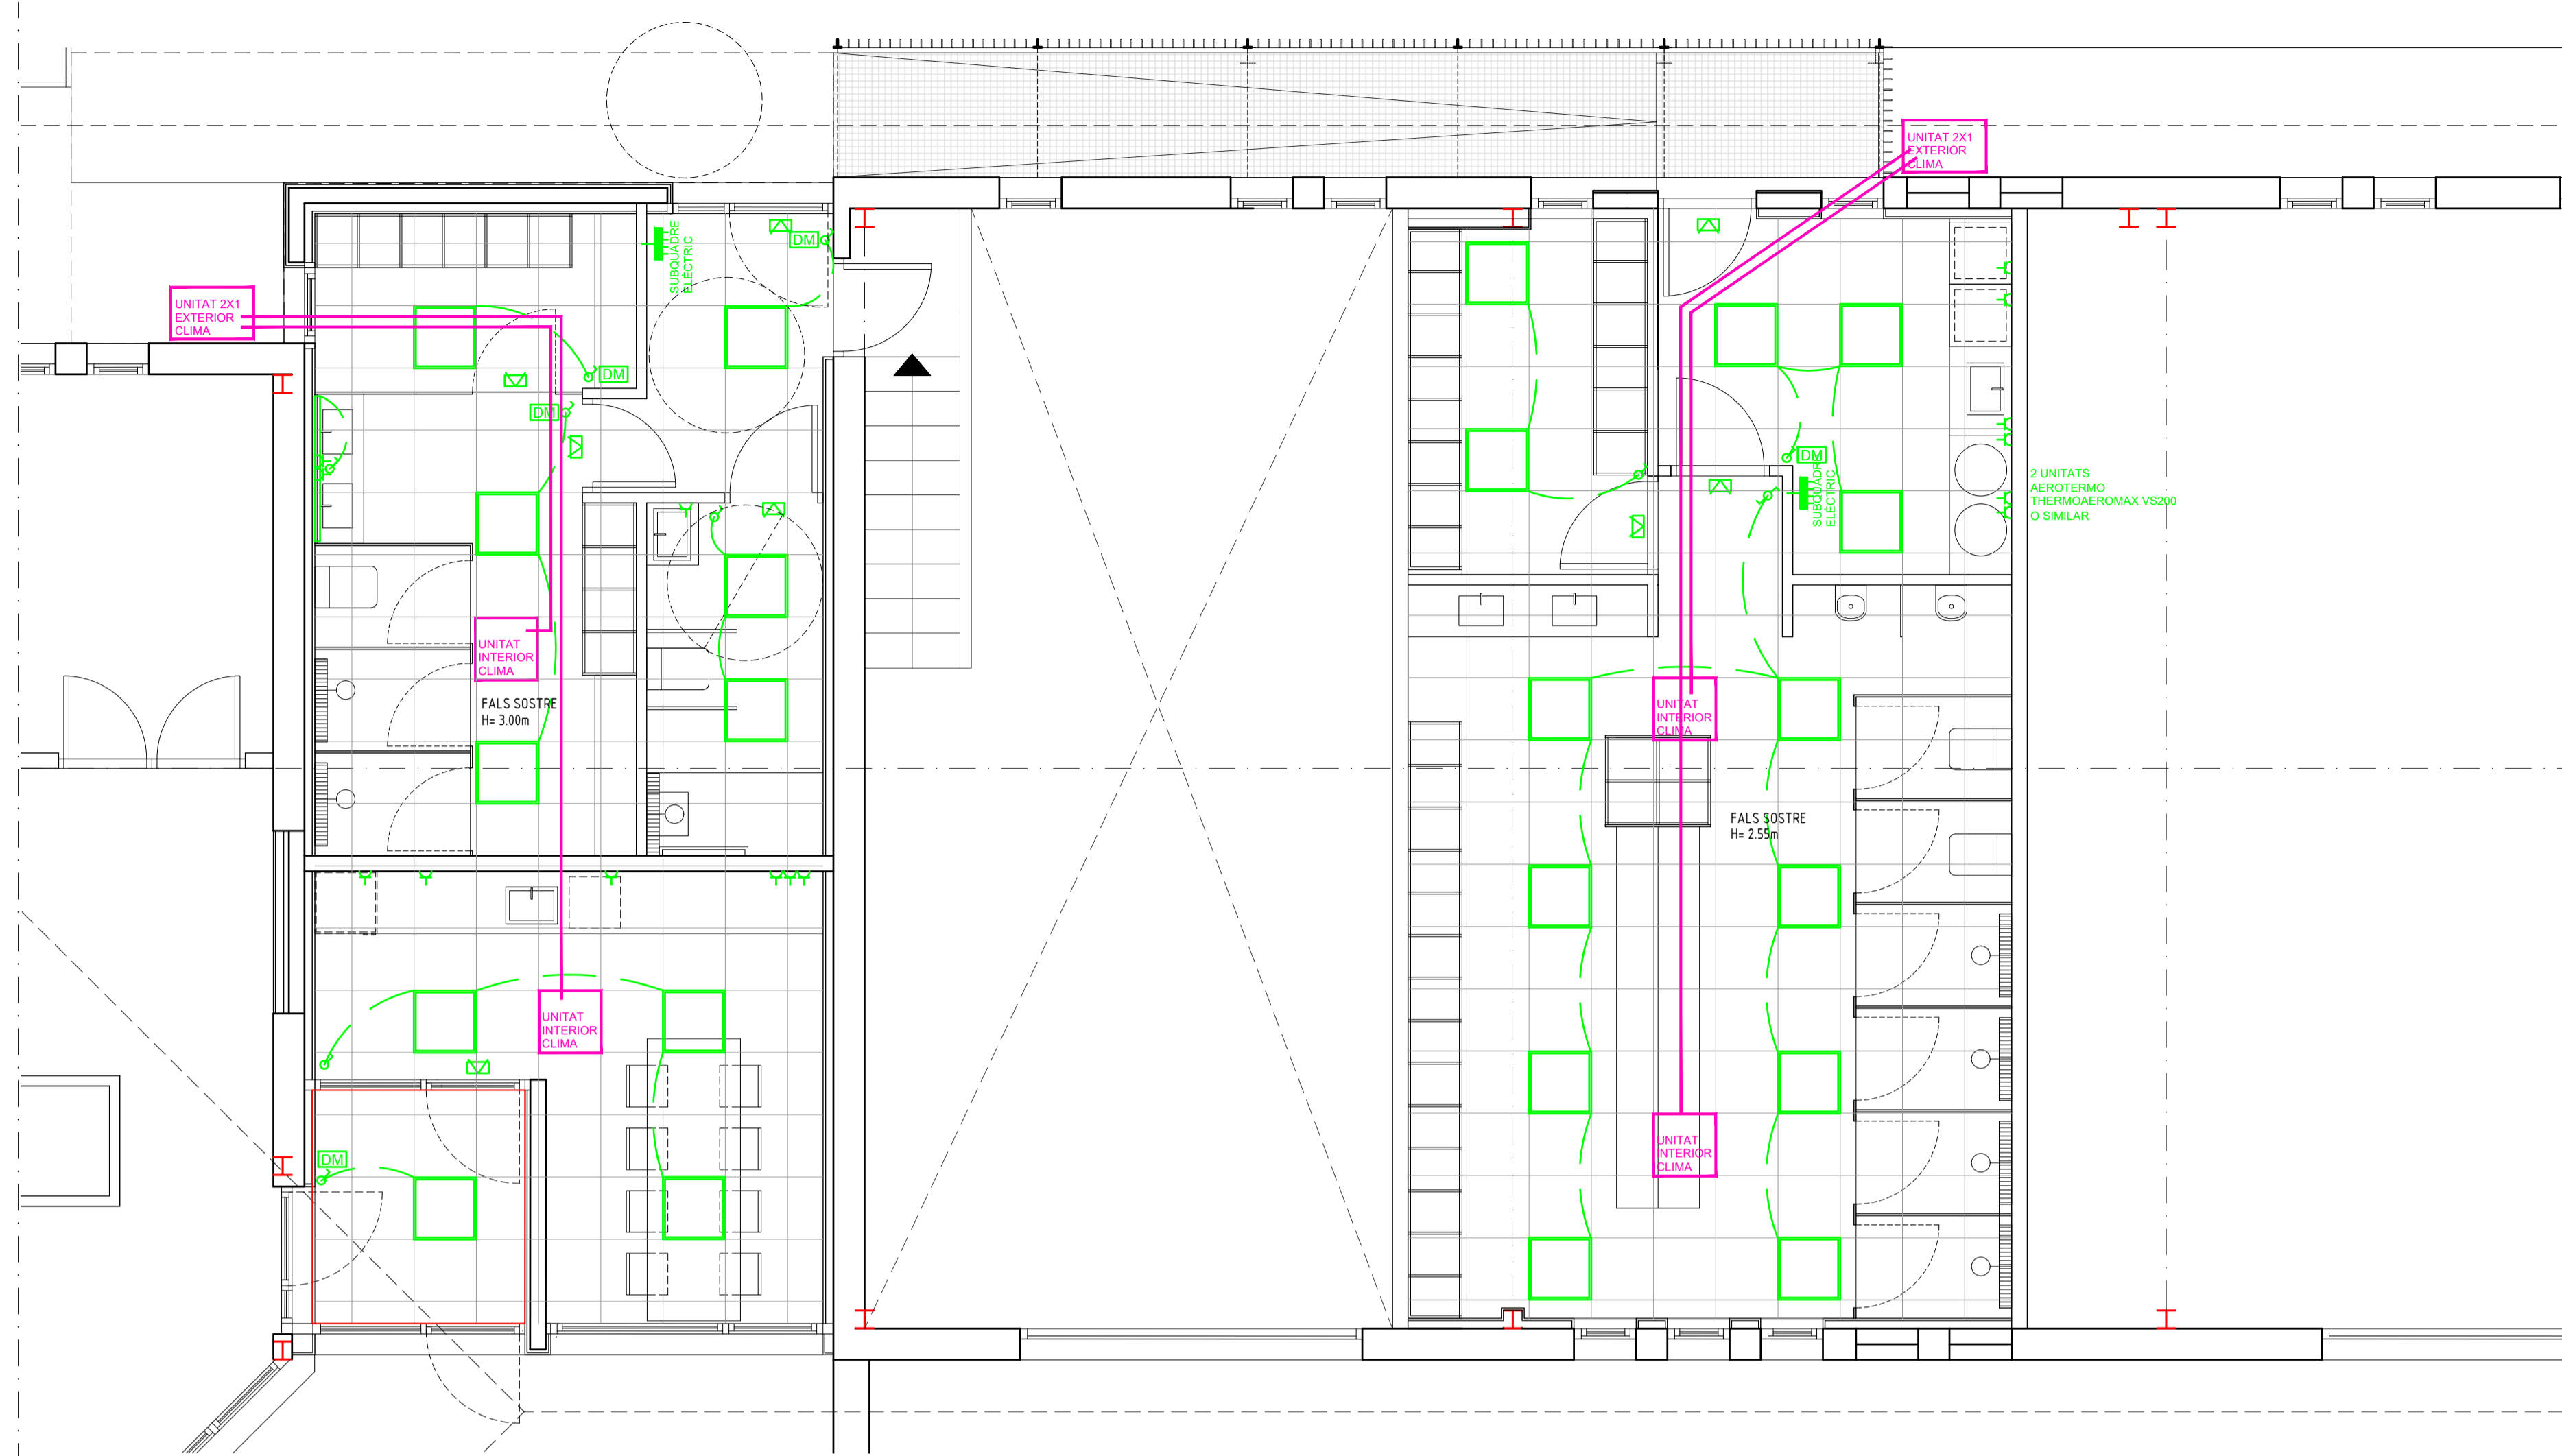 UNITAT 2X1
EXTERIOR
CLIMA
SUBQUADRE
ELÈCTRIC
DM
UNITAT 2X1
EXTERIOR
CLIMA
DM
DM
DM
SUBQUADRE
ELÈCTRIC
2 UNITATS
AEROTERMO
THERMOAEROMAX VS200
O SIMILAR
UNITAT
INTERIOR
CLIMA
FALS SOSTRE
H= 3.00m
UNITAT
INTERIOR
CLIMA
FALS SOSTRE
H= 2.55m
UNITAT
INTERIOR
CLIMA
DM
UNITAT
INTERIOR
CLIMA